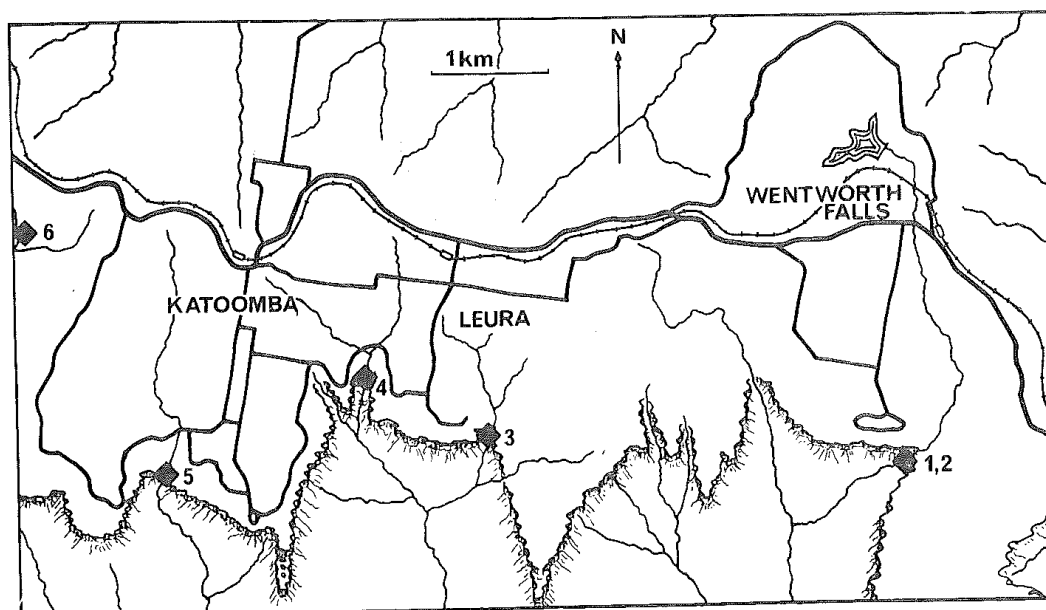 N
1km
WENTWORTH
FALLS
6
KATOOMBA
LEURA
4
3
1,2
5